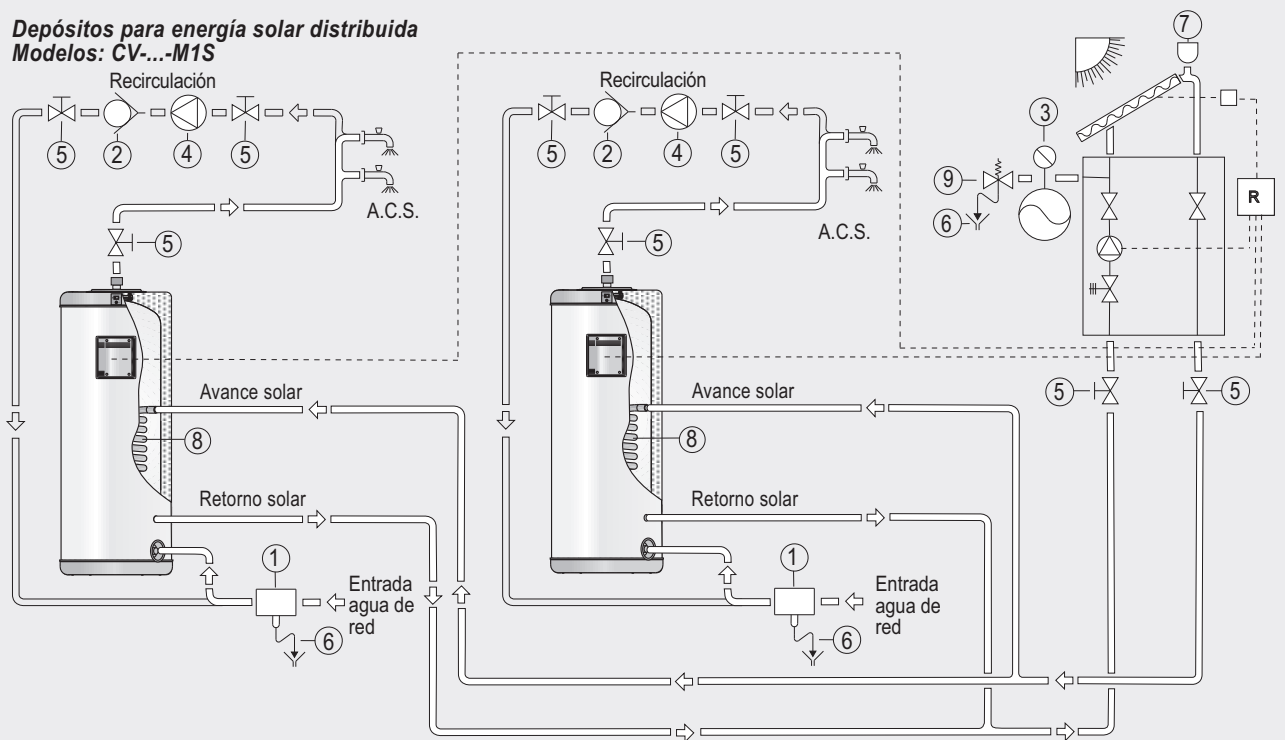 Depósitos para energía solar distribuida
Modelos: CV-...-M1S
Recirculación
5
2
4
5
A.C.S.
5
Avance solar
8
Retorno solar
1
Entrada
agua de
red
6
Recirculación
5
2
4
5
A.C.S.
5
Avance solar
8
Retorno solar
1
Entrada
agua de
red
6
7
3
9
6
R
5
5